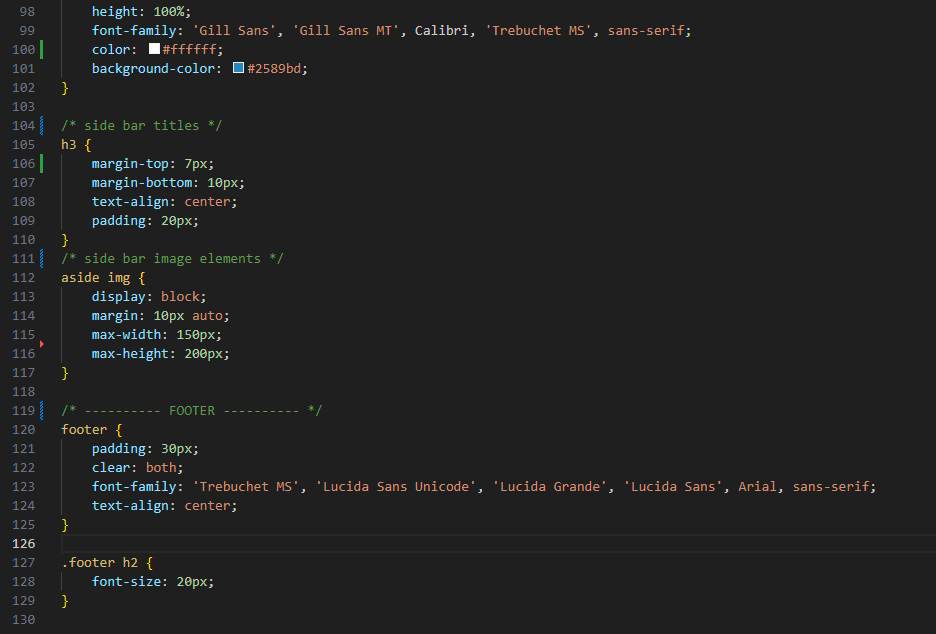 98 height: 100%;
99 font-family: 'Gill Sans', 'Gill Sans MT', Calibri, 'Trebuchet MS', sans-serif;
100 color: #ffffff;
101 background-color: #2589bd;
102 }
103
104 /* side bar titles */
105 h3 {
106 margin-top: 7px;
107 margin-bottom: 10px;
108 text-align: center;
109 padding: 20px;
110 }
111 /* side bar image elements */
112 aside img {
113 display: block;
114 margin: 10px auto;
115 max-width: 150px;
116 max-height: 200px;
117 }
118
119 /* ---------- FOOTER ---------- */
120 footer {
121 padding: 30px;
122 clear: both;
123 font-family: 'Trebuchet MS', 'Lucida Sans Unicode', 'Lucida Grande', 'Lucida Sans', Arial, sans-serif;
124 text-align: center;
125 }
126
127 .footer h2 {
128 font-size: 20px;
129 }
130